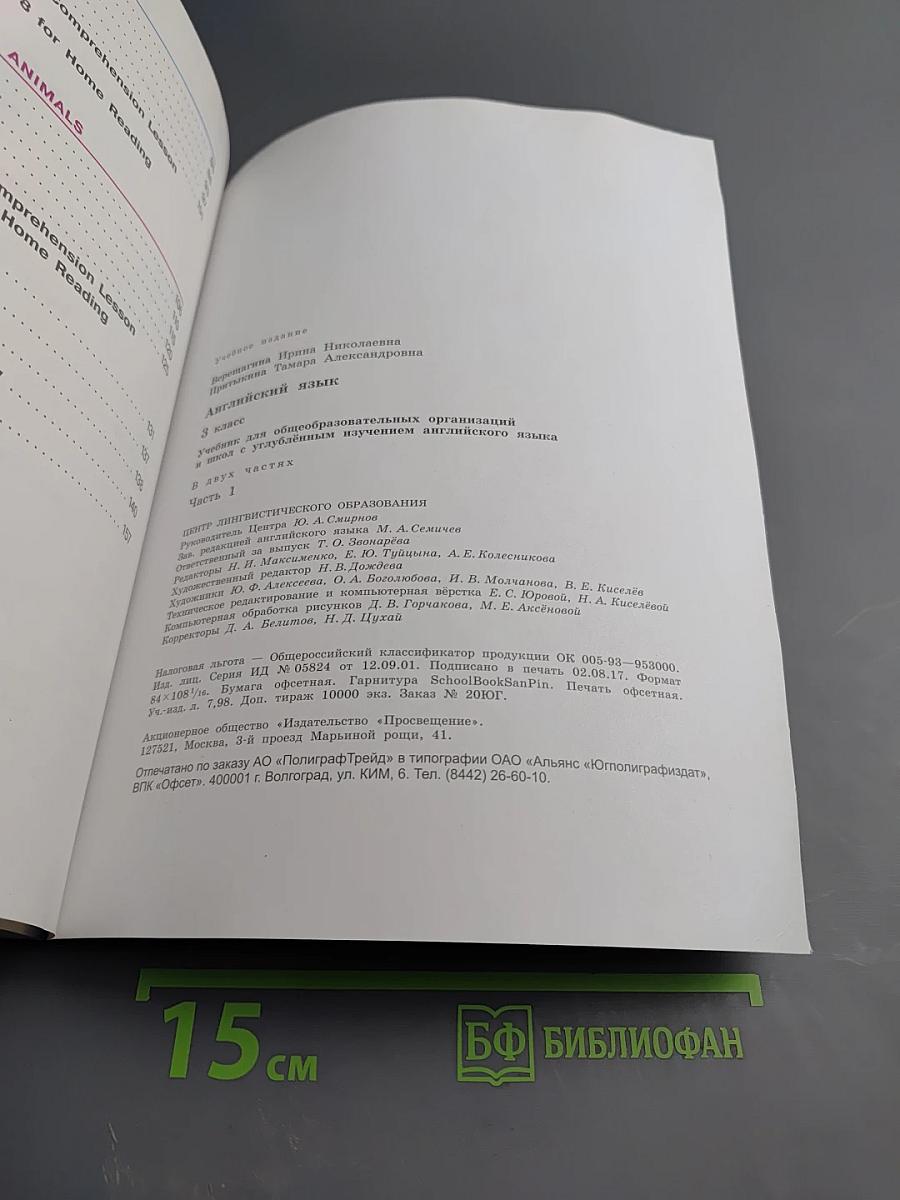 Comprehension Lesson
8 for Home Reading
ANIMALS
Comprehension Lesson
Home Reading
131
137
138
140
157
Учебное издание
Верещагина Ирина Николаевна
Притыкина Тамара Александровна
Английский язык
3 класс
Учебник для общеобразовательных организаций
и школ с углублённым изучением английского языка
В двух частях
Часть 1
ЦЕНТР ЛИНГВИСТИЧЕСКОГО ОБРАЗОВАНИЯ
Руководитель Центра Ю. А. Смирнов
Зав. редакцией английского языка М. А. Семичев
Ответственный за выпуск Т. О. Звонарёва
Редакторы Н. И. Максименко, Е. Ю. Туйцына, А. Е. Колесникова
Художественный редактор Н. В. Дождева
Художники Ю. Ф. Алексеева, О. А. Боголюбова, И. В. Молчанова, В. Е. Киселёв
Техническое редактирование и компьютерная вёрстка Е. С. Юровой, Н. А. Киселёвой
Компьютерная обработка рисунков Д. В. Горчакова, М. Е. Аксёновой
Корректоры Д. А. Белитов, Н. Д. Цухай
Налоговая льгота — Общероссийский классификатор продукции ОК 005-93—953000.
Изд. лиц. Серия ИД № 05824 от 12.09.01. Подписано в печать 02.08.17. Формат
84×108 1/16. Бумага офсетная. Гарнитура SchoolBookSanPin. Печать офсетная.
Уч.-изд. л. 7,98. Доп. тираж 10000 экз. Заказ № 20ЮГ.
Акционерное общество «Издательство «Просвещение».
127521, Москва, 3-й проезд Марьиной рощи, 41.
Отпечатано по заказу АО «ПолиграфТрейд» в типографии ОАО «Альянс «Югполиграфиздат»,
ВПК «Офсет». 400001 г. Волгоград, ул. КИМ, 6. Тел. (8442) 26-60-10.
15 см
БФ БИБЛИОФАН